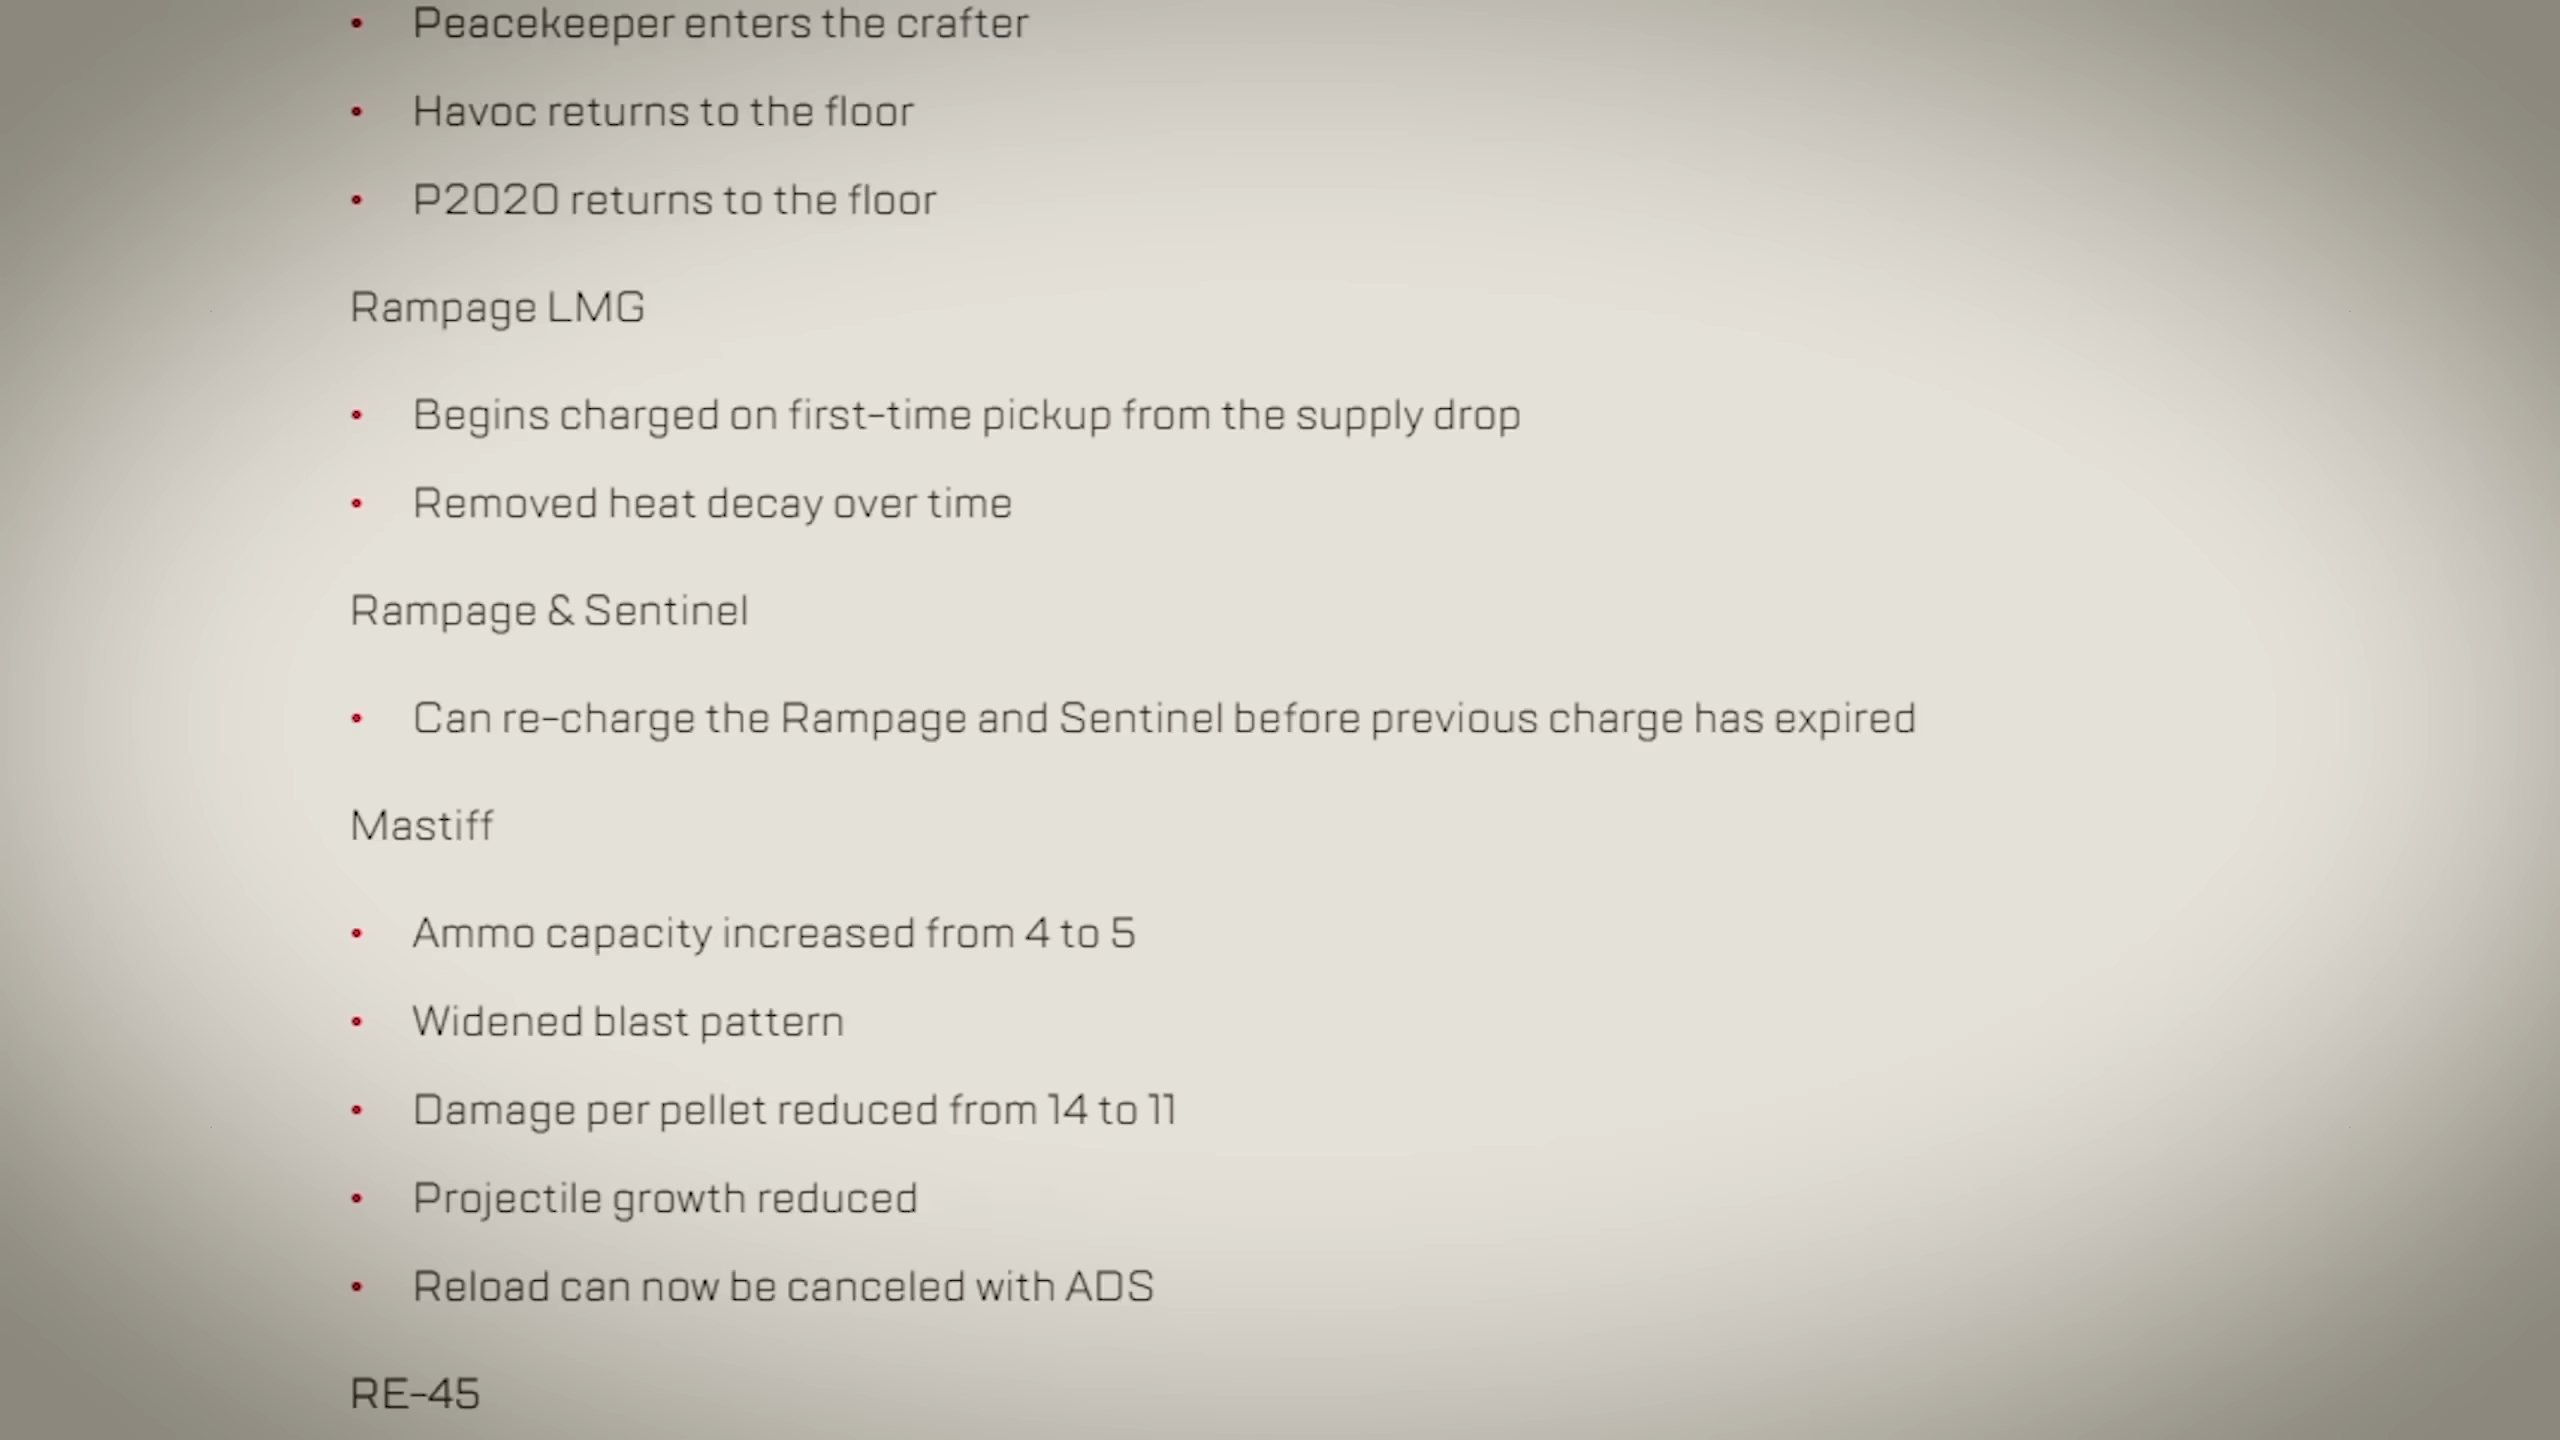 • Peacekeeper enters the crafter
• Havoc returns to the floor
• P2020 returns to the floor
Rampage LMG
• Begins charged on first-time pickup from the supply drop
• Removed heat decay over time
Rampage & Sentinel
• Can re-charge the Rampage and Sentinel before previous charge has expired
Mastiff
• Ammo capacity increased from 4 to 5
• Widened blast pattern
• Damage per pellet reduced from 14 to 11
• Projectile growth reduced
• Reload can now be canceled with ADS
RE-45